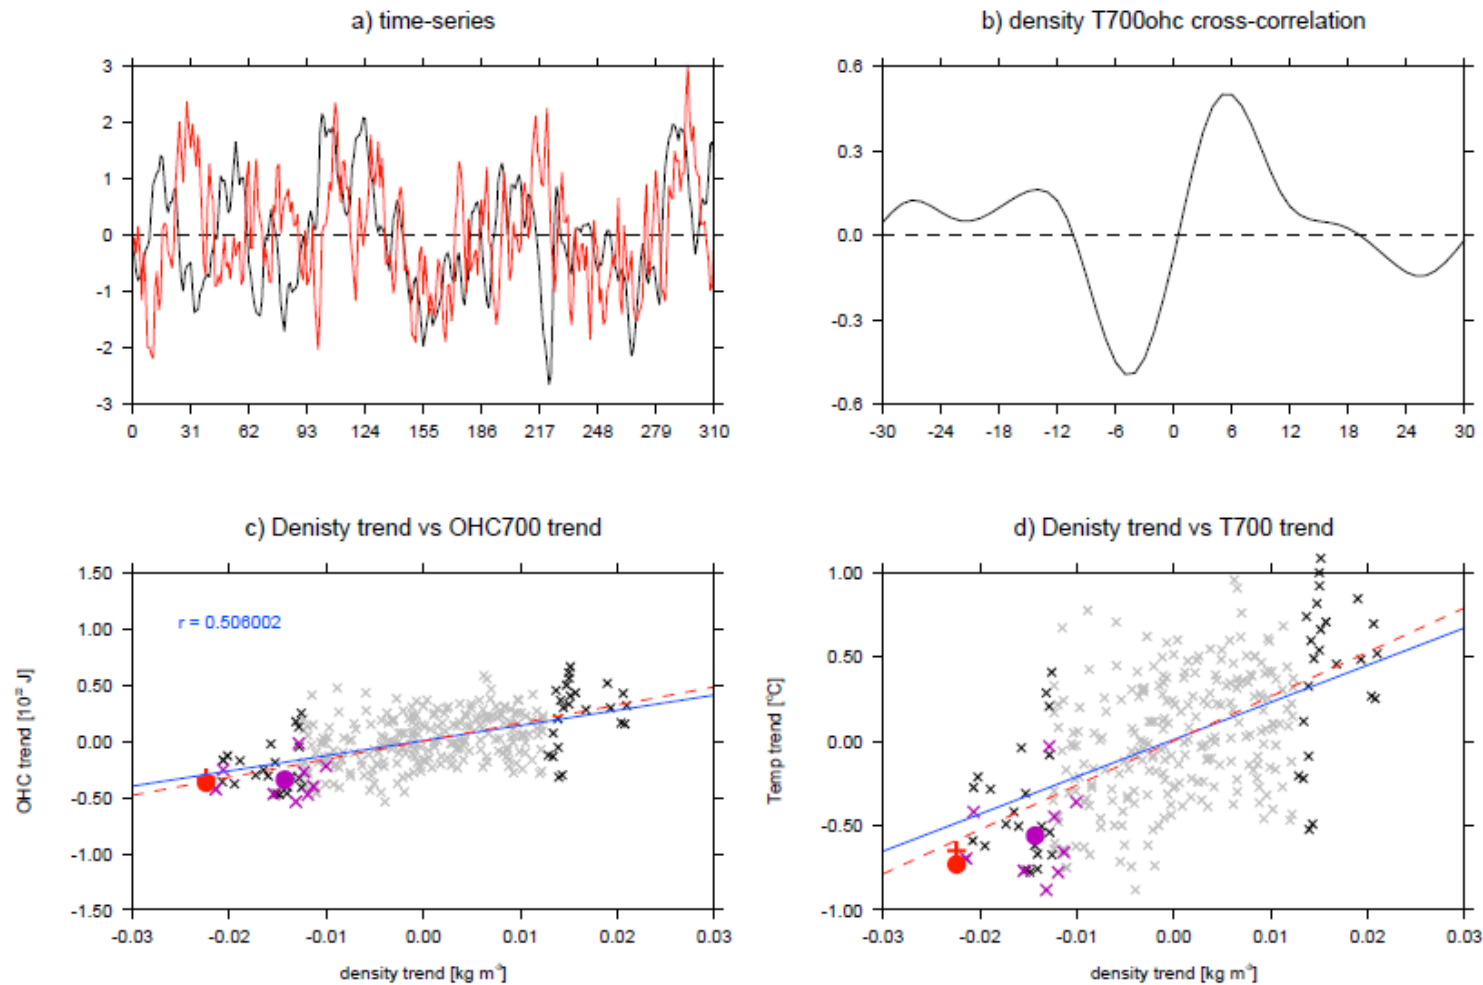 a) time-series
3
2
1
0
-1
-2
-3
0 31 62 93 124 155 186 217 248 279 310
b) density T700ohc cross-correlation
0.6
0.3
0.0
-0.3
-0.6
-30 -24 -18 -12 -6 0 6 12 18 24 30
c) Denisty trend vs OHC700 trend
1.50
1.00
0.50
0.00
-0.50
-1.00
-1.50
r = 0.506002
OHC trend [10²² J]
-0.03 -0.02 -0.01 0.00 0.01 0.02 0.03
density trend [kg m⁻³]
d) Denisty trend vs T700 trend
1.00
0.50
0.00
-0.50
-1.00
Temp trend [°C]
-0.03 -0.02 -0.01 0.00 0.01 0.02 0.03
density trend [kg m⁻³]